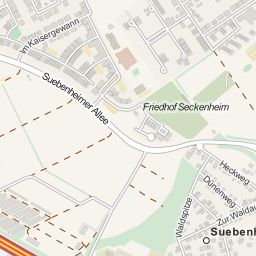 Im Kaisergewann
Suebenheimer Allee
Friedhof Seckenheim
Heckweg
Dünenweg
Waldspitze
Zur Waldau
Suebenh